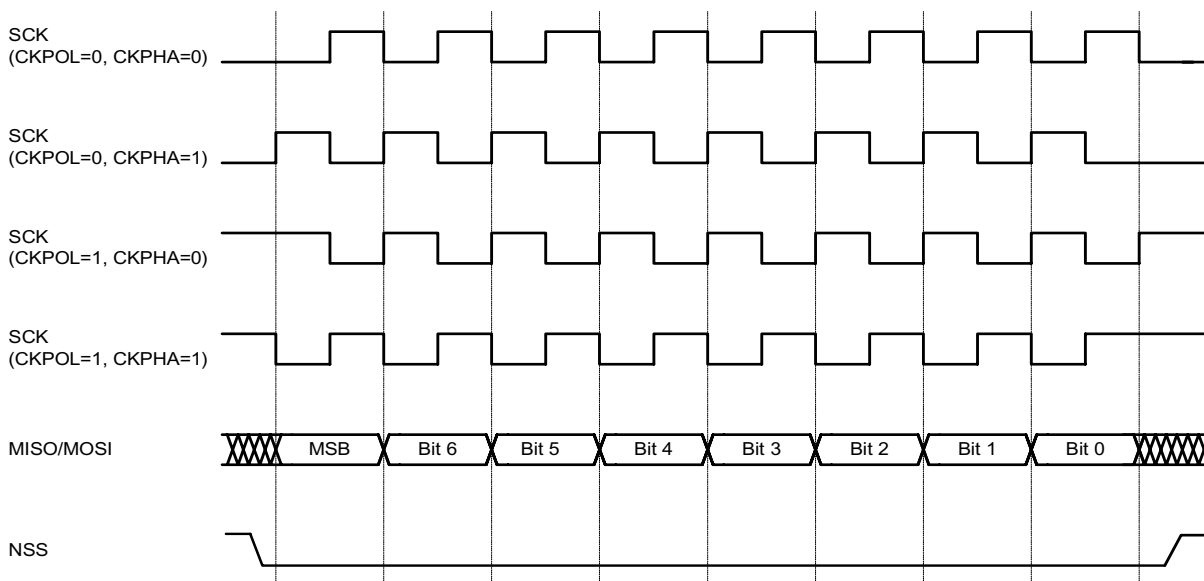 SCK
(CKPOL=0, CKPHA=0)
SCK
(CKPOL=0, CKPHA=1)
SCK
(CKPOL=1, CKPHA=0)
SCK
(CKPOL=1, CKPHA=1)
MISO/MOSI MSB Bit 6 Bit 5 Bit 4 Bit 3 Bit 2 Bit 1 Bit 0
NSS